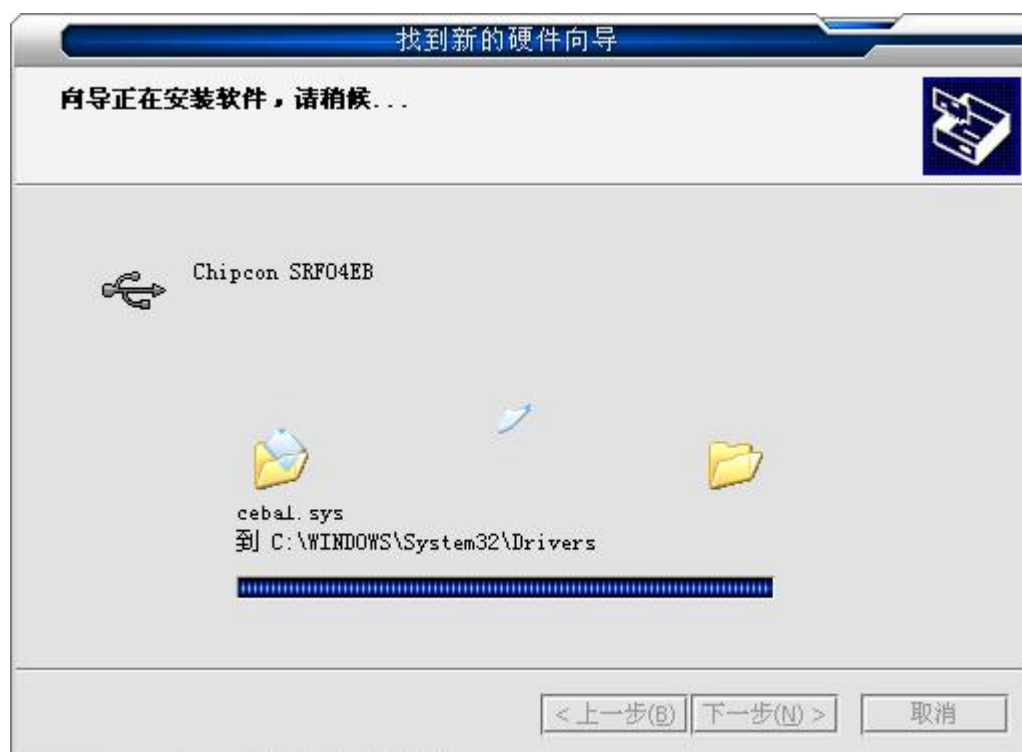 找到新的硬件向导
向导正在安装软件，请稍候...
Chipcon SRF04EB
cebal.sys
到 C:\WINDOWS\System32\Drivers
< 上一步(B)
下一步(N) >
取消